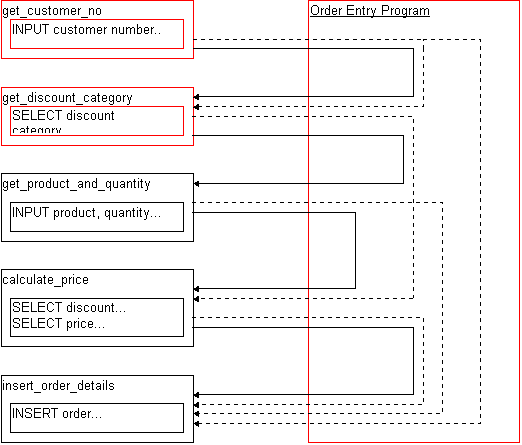 get_customer_no
Order Entry Program
INPUT customer number..
get_discount_category
SELECT discount
category
get_product_and_quantity
INPUT product, quantity...
calculate_price
SELECT discount...
SELECT price...
insert_order_details
INSERT order...